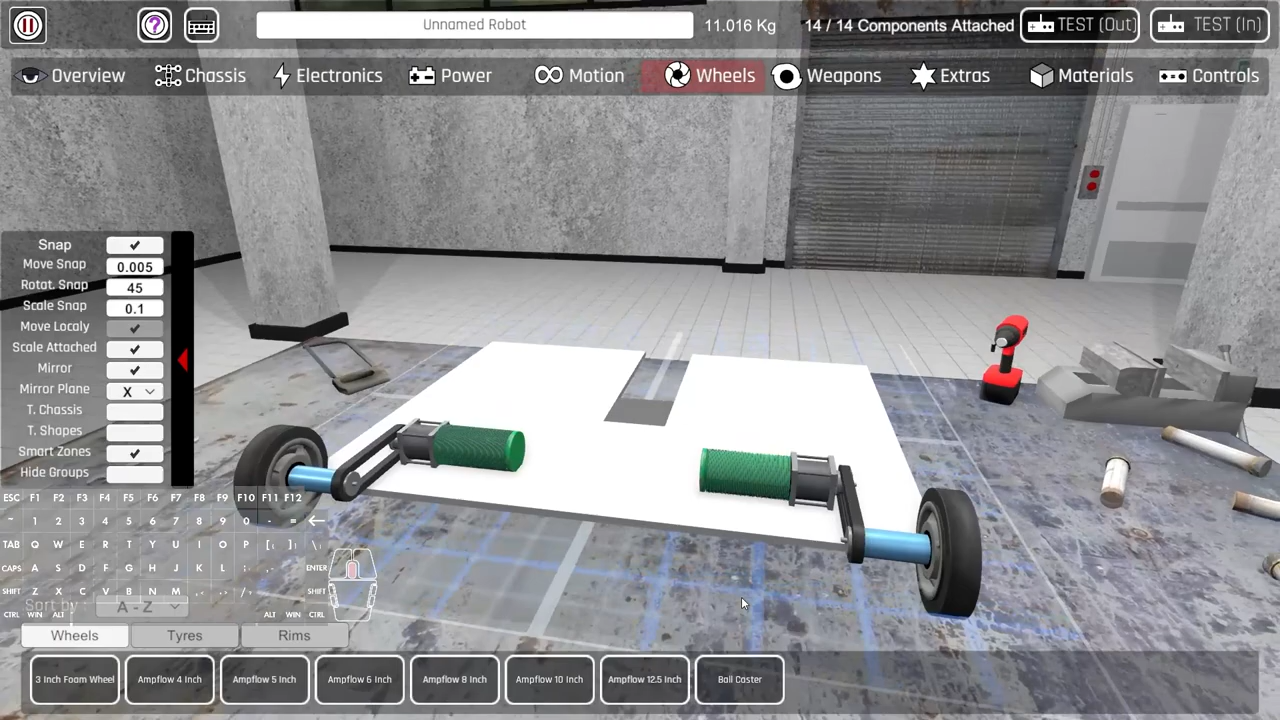 Unnamed Robot
11.016 Kg
14 / 14 Components Attached
TEST (Out)
TEST (In)
Overview
Chassis
Electronics
Power
Motion
Wheels
Weapons
Extras
Materials
Controls
Snap
Move Snap 0.005
Rotat. Snap 45
Scale Snap 0.1
Move Localy
Scale Attached
Mirror
Mirror Plane X
T. Chassis
T. Shapes
Smart Zones
Hide Groups
ESC F1 F2 F3 F4 F5 F6 F7 F8 F9 F10 F11 F12
~ 1 2 3 4 5 6 7 8 9 0 - =
TAB Q W E R T Y U I O P [ ] \
CAPS A S D F G H J K L ; ENTER
SHIFT Z X C V B N M , . / SHIFT
CTRL WIN ALT ALT WIN CTRL
Sort by A - Z
Wheels
Tyres
Rims
3 Inch Foam Wheel
Ampflow 4 Inch
Ampflow 5 Inch
Ampflow 6 Inch
Ampflow 8 Inch
Ampflow 10 Inch
Ampflow 12.5 Inch
Ball Caster